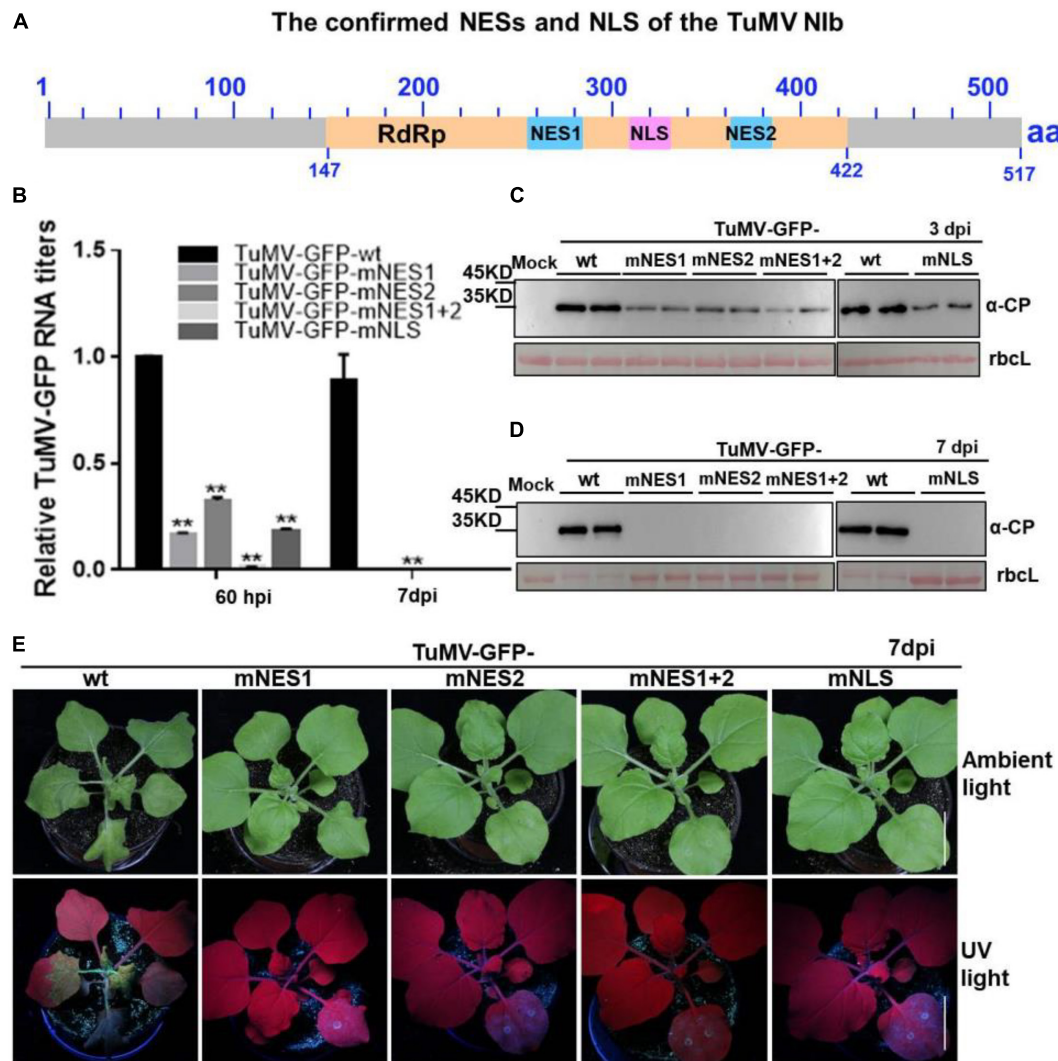 A
The confirmed NESs and NLS of the TuMV NIb
1 100 200 300 400 500
RdRp NES1 NLS NES2 aa
147 422 517
B
Relative TuMV-GFP RNA titers
1.5
1.0
0.5
0.0
TuMV-GFP-wt
TuMV-GFP-mNES1
TuMV-GFP-mNES2
TuMV-GFP-mNES1+2
TuMV-GFP-mNLS
** ** ** ** **
60 hpi 7dpi
C
TuMV-GFP- 3 dpi
Mock wt mNES1 mNES2 mNES1+2 wt mNLS
45KD
35KD
α-CP
rbcL
D
TuMV-GFP- 7 dpi
Mock wt mNES1 mNES2 mNES1+2 wt mNLS
45KD
35KD
α-CP
rbcL
E
TuMV-GFP- 7dpi
wt mNES1 mNES2 mNES1+2 mNLS
Ambient
light
UV
light